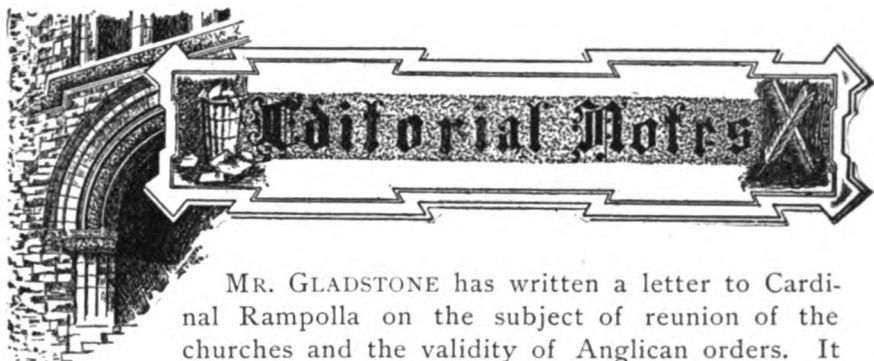 Editorial Notes
MR. GLADSTONE has written a letter to Cardi-
nal Rampolla on the subject of reunion of the
churches and the validity of Anglican orders. It